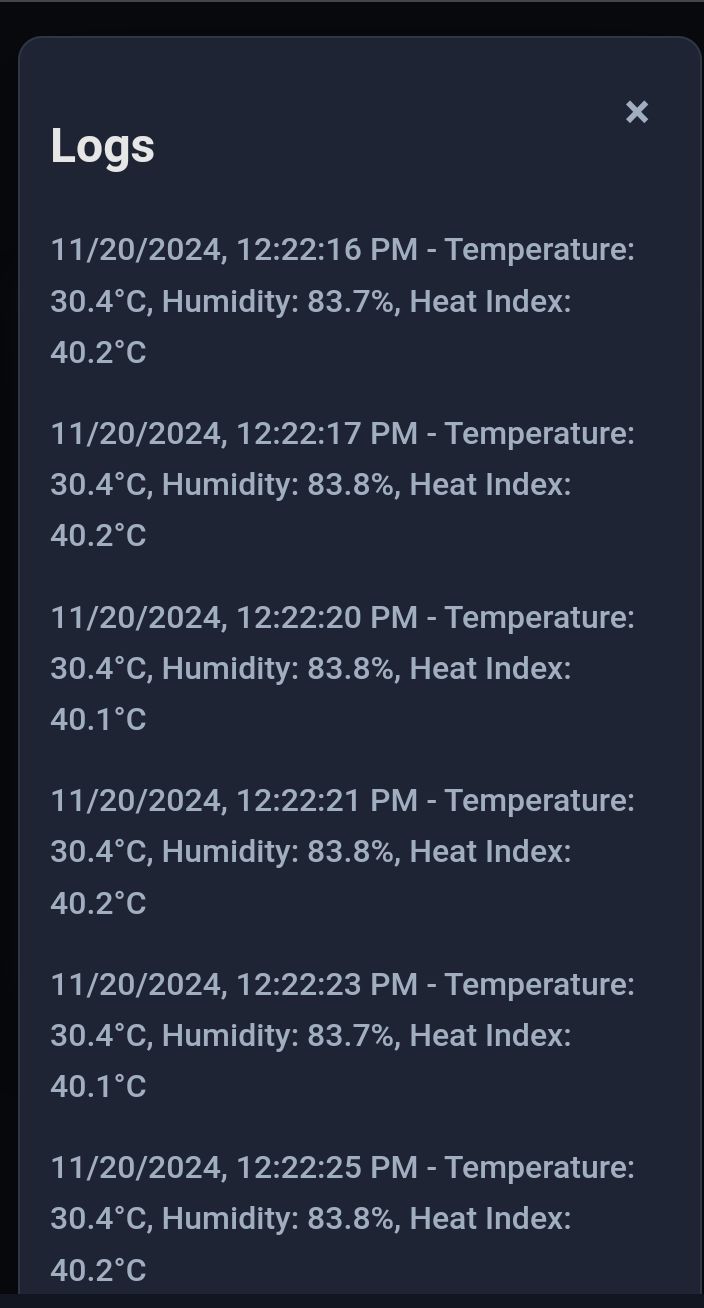 ×
Logs
11/20/2024, 12:22:16 PM - Temperature:
30.4°C, Humidity: 83.7%, Heat Index:
40.2°C
11/20/2024, 12:22:17 PM - Temperature:
30.4°C, Humidity: 83.8%, Heat Index:
40.2°C
11/20/2024, 12:22:20 PM - Temperature:
30.4°C, Humidity: 83.8%, Heat Index:
40.1°C
11/20/2024, 12:22:21 PM - Temperature:
30.4°C, Humidity: 83.8%, Heat Index:
40.2°C
11/20/2024, 12:22:23 PM - Temperature:
30.4°C, Humidity: 83.7%, Heat Index:
40.1°C
11/20/2024, 12:22:25 PM - Temperature:
30.4°C, Humidity: 83.8%, Heat Index:
40.2°C